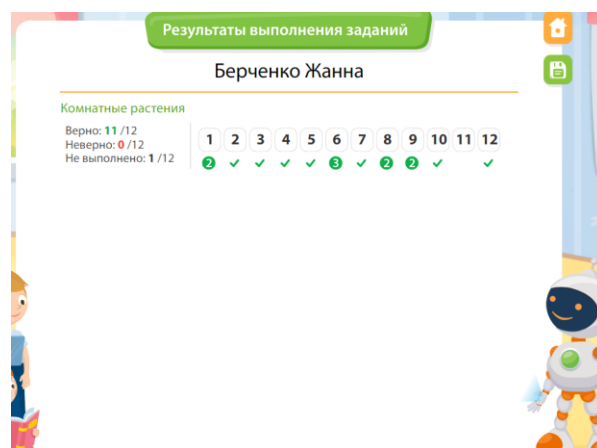 Результаты выполнения заданий
Берченко Жанна
Комнатные растения
Верно: 11 /12
Неверно: 0 /12
Не выполнено: 1 /12
1 2 3 4 5 6 7 8 9 10 11 12
2 ✓ ✓ ✓ ✓ 3 ✓ 2 2 ✓ ✓